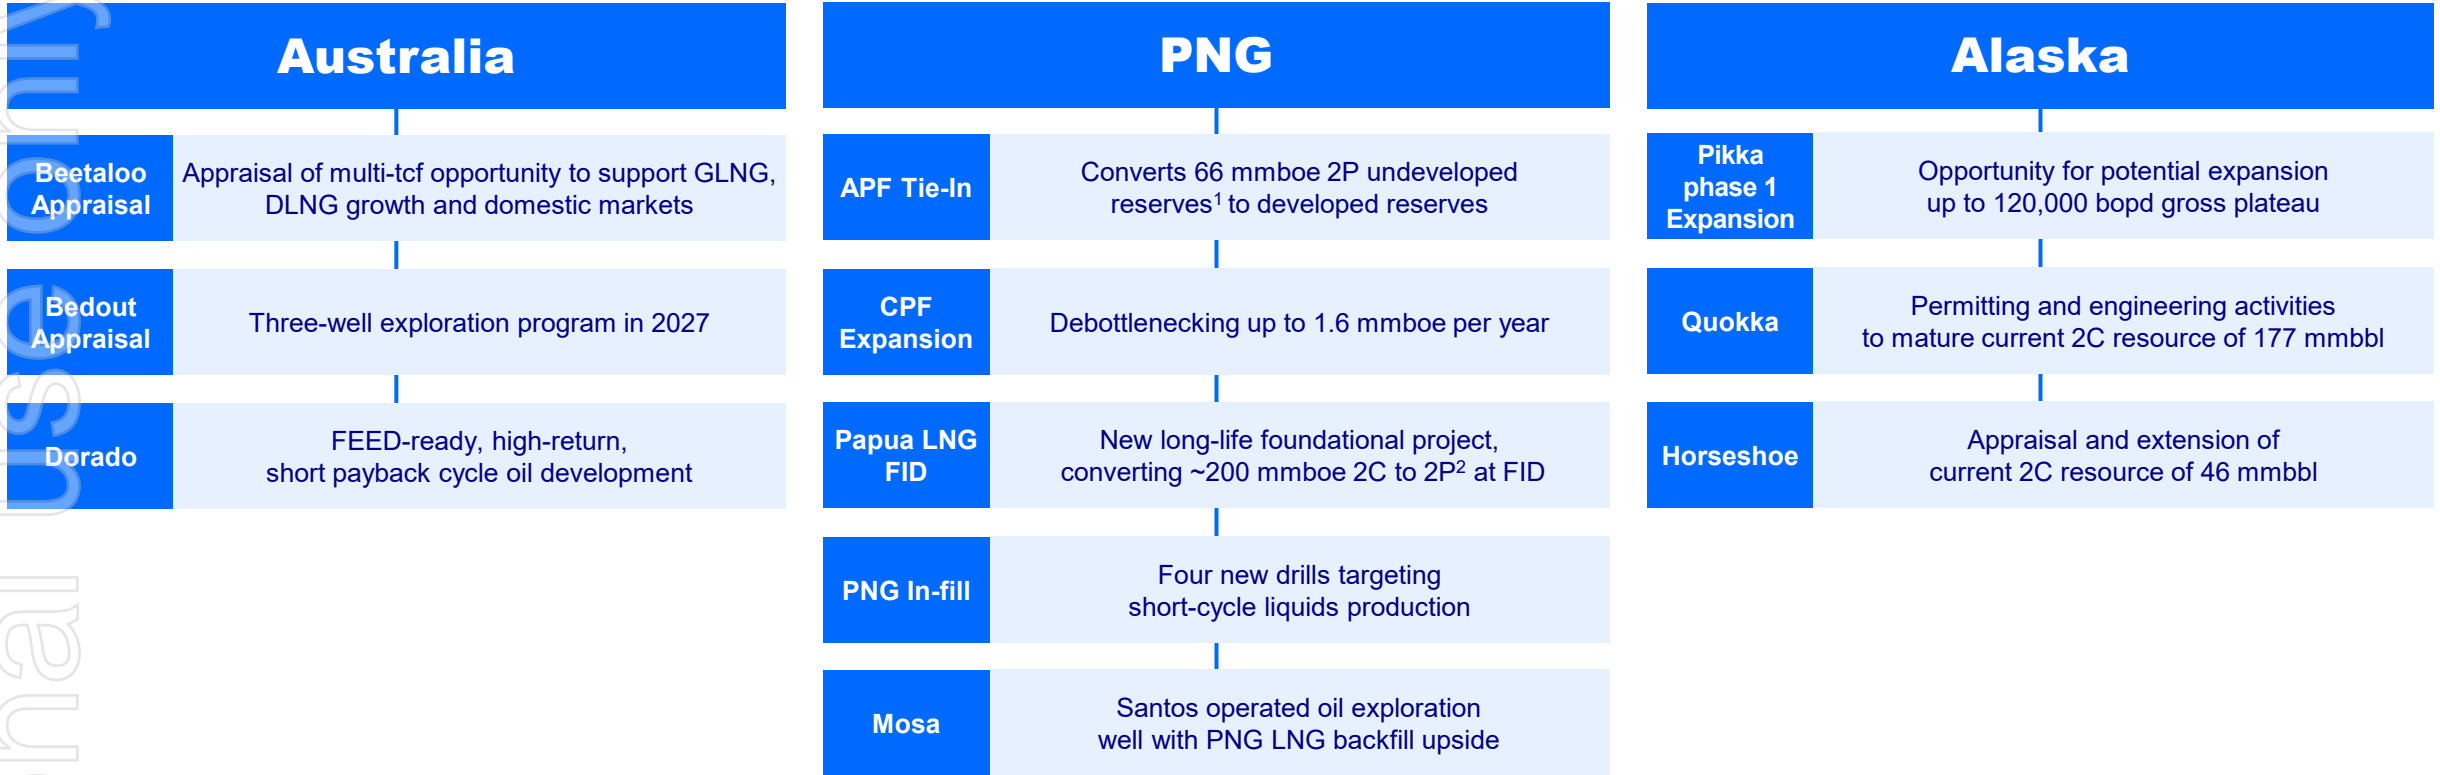 Australia
Beetaloo
Appraisal
Appraisal of multi-tcf opportunity to support GLNG,
DLNG growth and domestic markets
Bedout
Appraisal
Three-well exploration program in 2027
Dorado
FEED-ready, high-return,
short payback cycle oil development
PNG
APF Tie-In
Converts 66 mmboe 2P undeveloped
reserves¹ to developed reserves
CPF
Expansion
Debottlenecking up to 1.6 mmboe per year
Papua LNG
FID
New long-life foundational project,
converting ~200 mmboe 2C to 2P² at FID
PNG In-fill
Four new drills targeting
short-cycle liquids production
Mosa
Santos operated oil exploration
well with PNG LNG backfill upside
Alaska
Pikka
phase 1
Expansion
Opportunity for potential expansion
up to 120,000 bopd gross plateau
Quokka
Permitting and engineering activities
to mature current 2C resource of 177 mmbbl
Horseshoe
Appraisal and extension of
current 2C resource of 46 mmbbl
use only